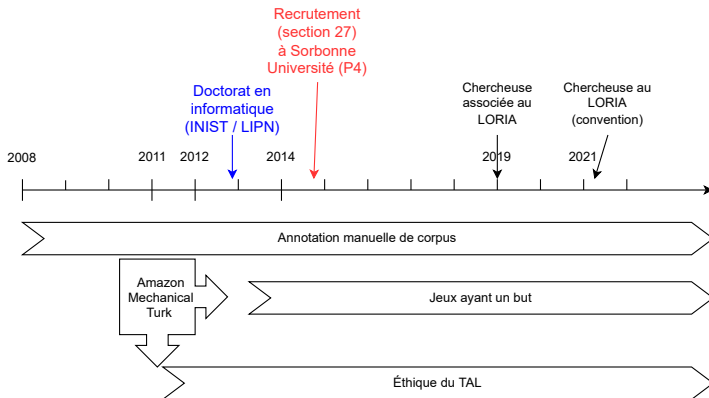 Recrutement
(section 27)
à Sorbonne
Université (P4)
Doctorat en
informatique
(INIST / LIPN)
Chercheuse
associée au
LORIA
Chercheuse au
LORIA
(convention)
2008
2011
2012
2014
2019
2021
Annotation manuelle de corpus
Amazon
Mechanical
Turk
Jeux ayant un but
Éthique du TAL